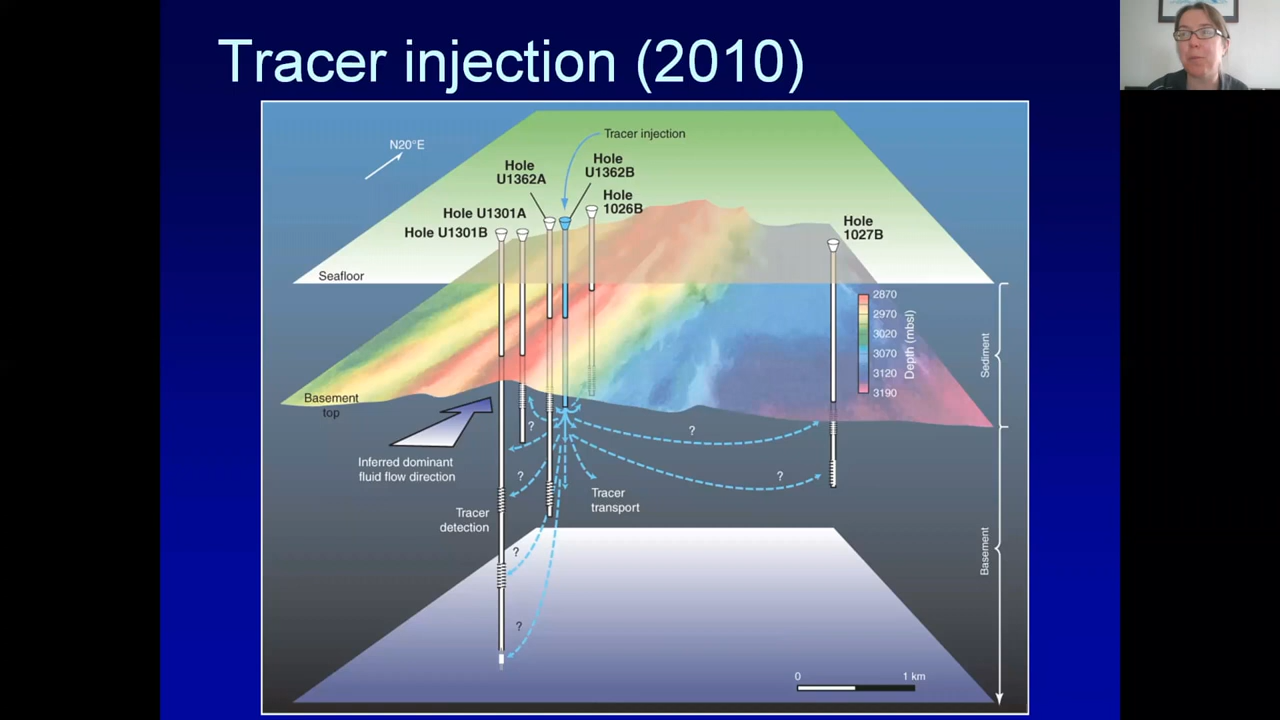 Tracer injection (2010)
N20°E
Tracer injection
Hole
U1362A
Hole
U1362B
Hole
1026B
Hole U1301A
Hole U1301B
Hole
1027B
Seafloor
2870
2970
3020
3070
3120
3190
Depth (mbsl)
Sediment
Basement
top
?
?
Inferred dominant
fluid flow direction
?
?
Tracer
transport
Tracer
detection
?
Basement
?
0
1 km